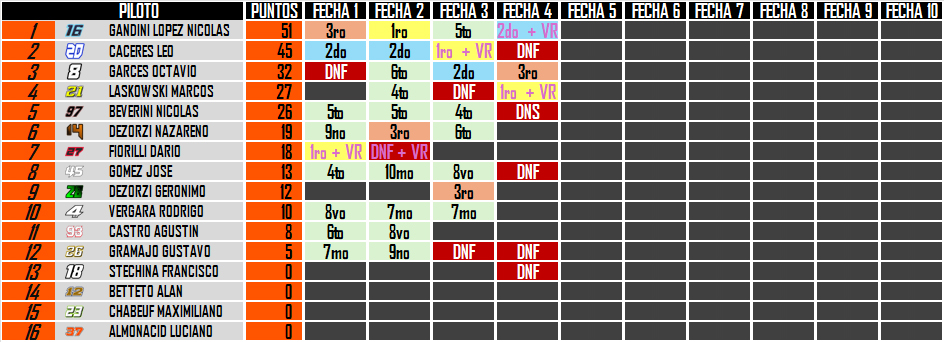 PILOTO PUNTOS FECHA 1 FECHA 2 FECHA 3 FECHA 4 FECHA 5 FECHA 6 FECHA 7 FECHA 8 FECHA 9 FECHA 10
1 16 GANDINI LOPEZ NICOLAS 51 3ro 1ro 5to 2do + VR
2 20 CACERES LEO 45 2do 2do 1ro + VR DNF
3 8 GARCES OCTAVIO 32 DNF 6to 2do 3ro
4 21 LASKOWSKI MARCOS 27 4to DNF 1ro + VR
5 97 BEVERINI NICOLAS 26 5to 5to 4to DNS
6 14 DEZORZI NAZARENO 19 9no 3ro 6to
7 27 FIORILLI DARIO 18 1ro + VR DNF + VR
8 45 GOMEZ JOSE 13 4to 10mo 8vo DNF
9 DEZORZI GERONIMO 12 3ro
10 4 VERGARA RODRIGO 10 8vo 7mo 7mo
11 93 CASTRO AGUSTIN 8 6to 8vo
12 26 GRAMAJO GUSTAVO 5 7mo 9no DNF DNF
13 18 STECHINA FRANCISCO 0 DNF
14 12 BETTETO ALAN 0
15 23 CHABEUF MAXIMILIANO 0
16 37 ALMONACID LUCIANO 0